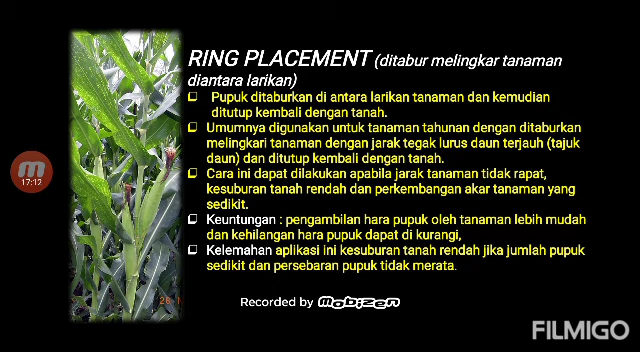 RING PLACEMENT (ditabur melingkar tanaman
diantara larikan)
Pupuk ditaburkan di antara larikan tanaman dan kemudian
ditutup kembali dengan tanah.
Umumnya digunakan untuk tanaman tahunan dengan ditaburkan
melingkari tanaman dengan jarak tegak lurus daun terjauh (tajuk
daun) dan ditutup kembali dengan tanah.
Cara ini dapat dilakukan apabila jarak tanaman tidak rapat,
kesuburan tanah rendah dan perkembangan akar tanaman yang
sedikit.
Keuntungan : pengambilan hara pupuk oleh tanaman lebih mudah
dan kehilangan hara pupuk dapat di kurangi,
Kelemahan aplikasi ini kesuburan tanah rendah jika jumlah pupuk
sedikit dan persebaran pupuk tidak merata.
17:12
Recorded by mobizen
FILMIGO